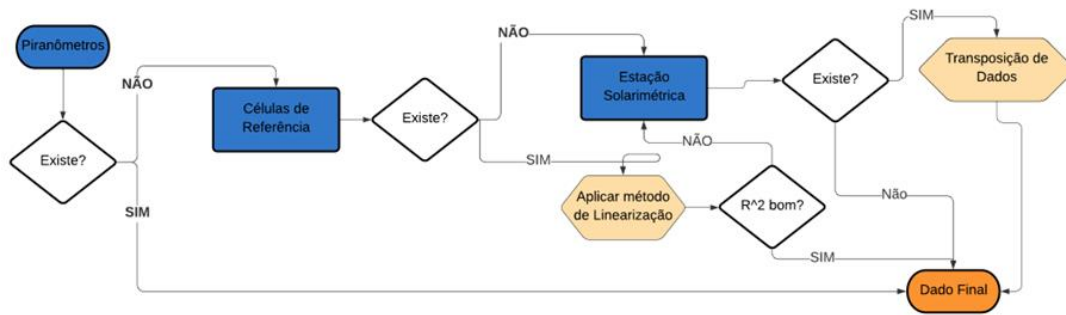 Piranômetros
Existe?
NÃO
SIM
Células de
Referência
Existe?
NÃO
SIM
Estação
Solarimétrica
NÃO
Aplicar método
de Linearização
R^2 bom?
SIM
Existe?
SIM
Não
Transposição de
Dados
Dado Final